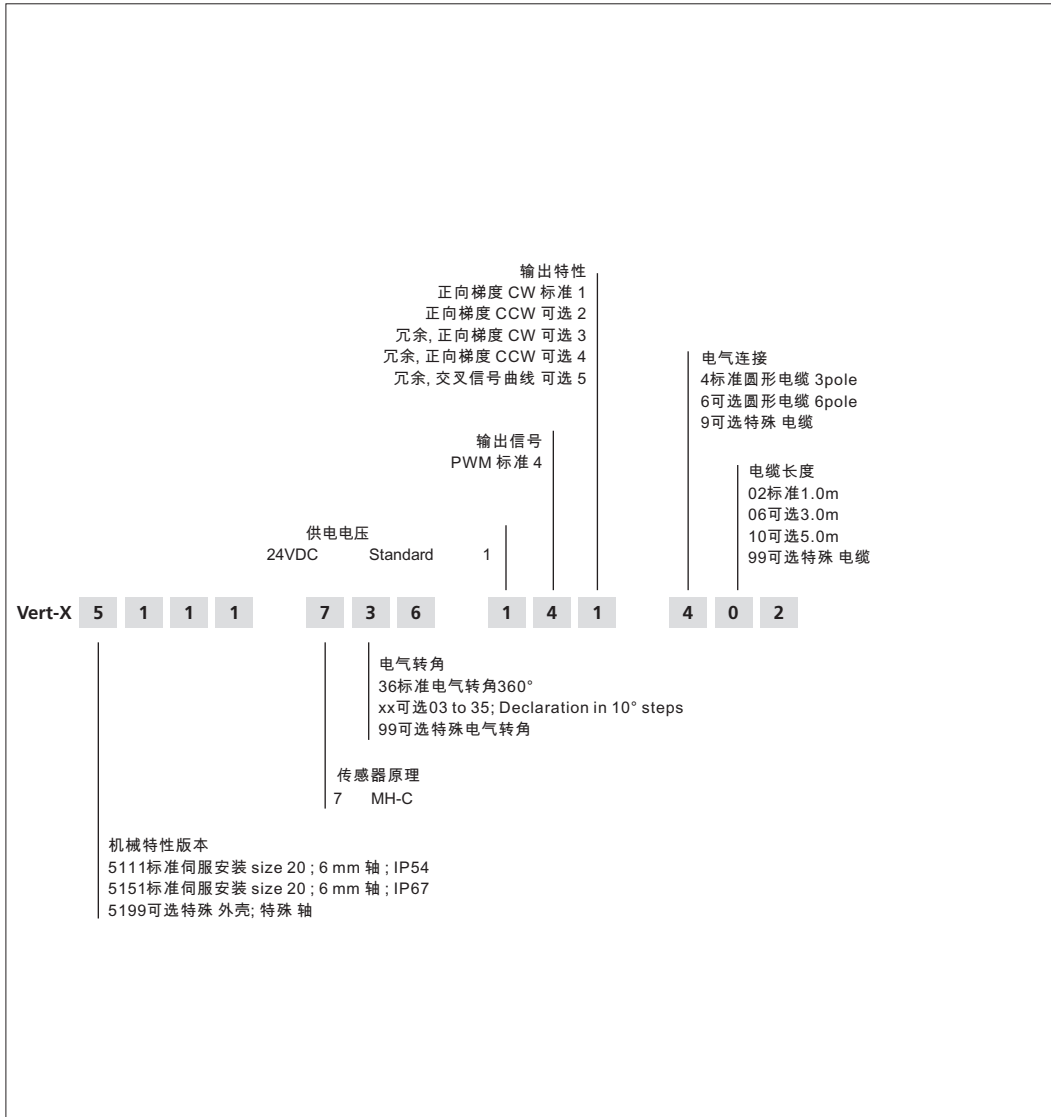 输出特性
正向梯度 CW 标准 1
正向梯度 CCW 可选 2
冗余, 正向梯度 CW 可选 3
冗余, 正向梯度 CCW 可选 4
冗余, 交叉信号曲线 可选 5
电气连接
4标准圆形电缆 3pole
6可选圆形电缆 6pole
9可选特殊 电缆
输出信号
PWM 标准 4
电缆长度
02标准1.0m
06可选3.0m
10可选5.0m
99可选特殊 电缆
供电电压
24VDC Standard 1
Vert-X 5 1 1 1 7 3 6 1 4 1 4 0 2
电气转角
36标准电气转角360°
xx可选03 to 35; Declaration in 10° steps
99可选特殊电气转角
传感器原理
7 MH-C
机械特性版本
5111标准伺服安装 size 20 ; 6 mm 轴 ; IP54
5151标准伺服安装 size 20 ; 6 mm 轴 ; IP67
5199可选特殊 外壳; 特殊 轴